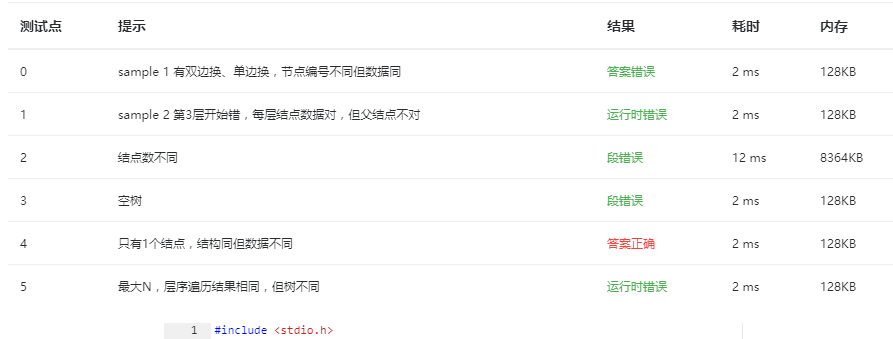 测试点 提示 结果 耗时 内存
0 sample 1 有双边换、单边换，节点编号不同但数据同 答案错误 2 ms 128KB
1 sample 2 第3层开始错，每层结点数据对，但父结点不对 运行时错误 2 ms 128KB
2 结点数不同 段错误 12 ms 8364KB
3 空树 段错误 2 ms 128KB
4 只有1个结点，结构同但数据不同 答案正确 2 ms 128KB
5 最大N，层序遍历结果相同，但树不同 运行时错误 2 ms 128KB
1 #include <stdio.h>